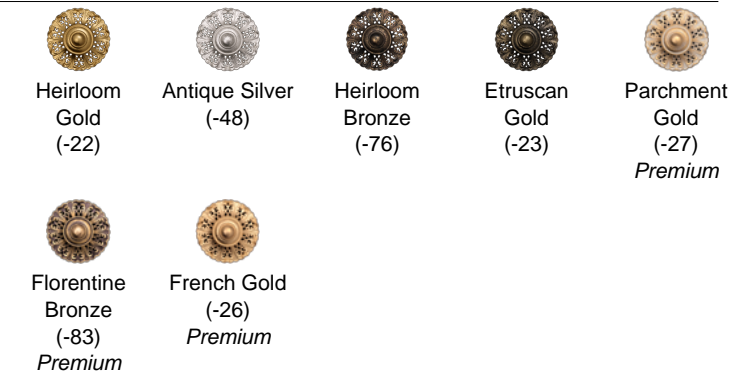 Heirloom
Gold
(-22)
Antique Silver
(-48)
Heirloom
Bronze
(-76)
Etruscan
Gold
(-23)
Parchment
Gold
(-27)
Premium
Florentine
Bronze
(-83)
Premium
French Gold
(-26)
Premium